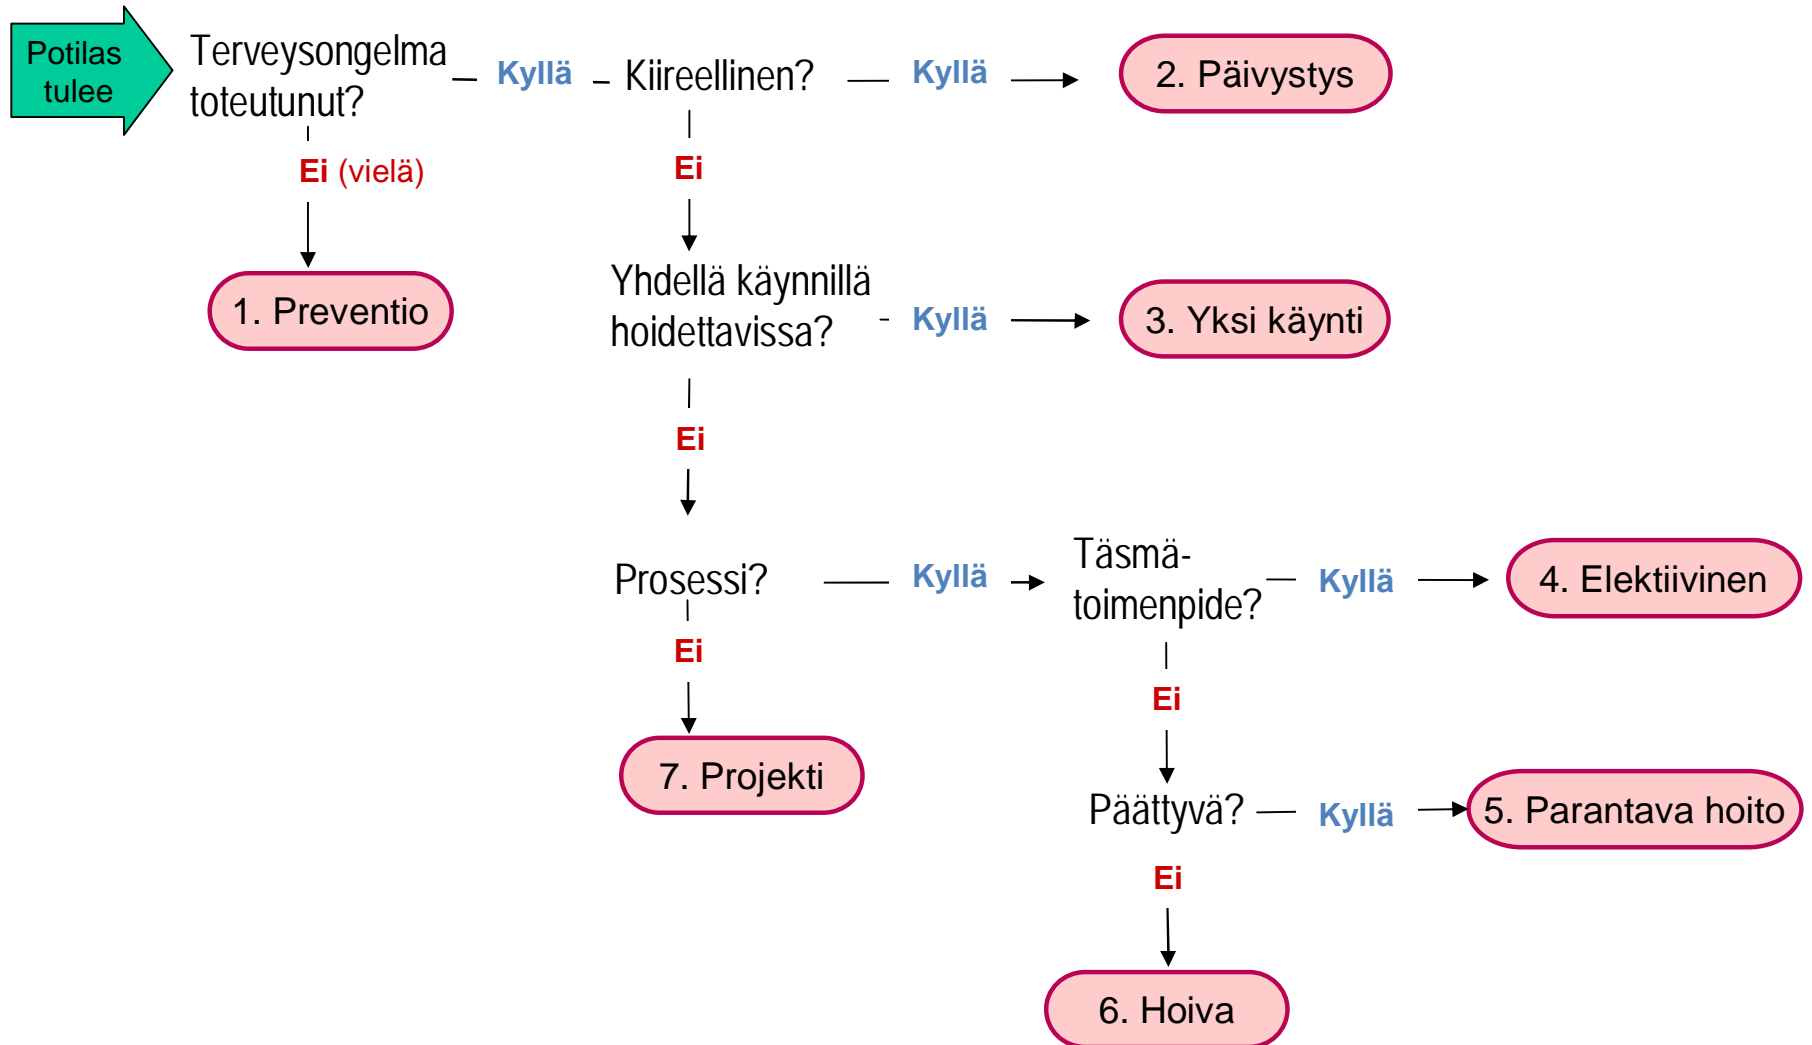 Potilas
tulee
Terveysongelma
toteutunut?
Kyllä
Kiireellinen?
Kyllä
2. Päivystys
Ei (vielä)
Ei
1. Preventio
Yhdellä käynnillä
hoidettavissa?
Kyllä
3. Yksi käynti
Ei
Prosessi?
Kyllä
Täsmä-
toimenpide?
Kyllä
4. Elektiivinen
Ei
Ei
7. Projekti
Päättyvä?
Kyllä
5. Parantava hoito
Ei
6. Hoiva